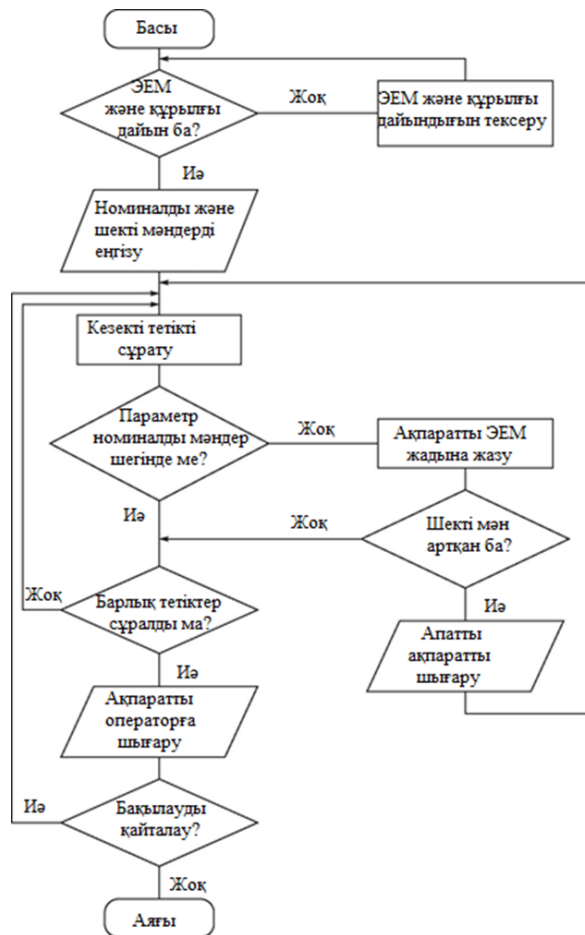 Басы
ЭЕМ
және құрылғы
дайын ба?
Жоқ
ЭЕМ және құрылғы
дайындығын тексеру
Иә
Номиналды және
шекті мәндерді
еңгізу
Кезекті тетікті
сұрату
Параметр
номиналды мәндер
шегінде ме?
Жоқ
Ақпаратты ЭЕМ
жадына жазу
Иә
Жоқ
Шекті мән
артқан ба?
Жоқ
Барлық тетіктер
сұралды ма?
Иә
Апатты
ақпаратты
шығару
Иә
Ақпаратты
операторға
шығару
Иә
Бақылауды
қайталау?
Жоқ
Аяғы